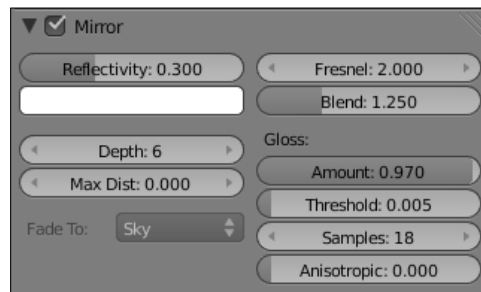 Mirror
Reflectivity: 0.300
Fresnel: 2.000
Blend: 1.250
Depth: 6
Max Dist: 0.000
Fade To: Sky
Gloss:
Amount: 0.970
Threshold: 0.005
Samples: 18
Anisotropic: 0.000